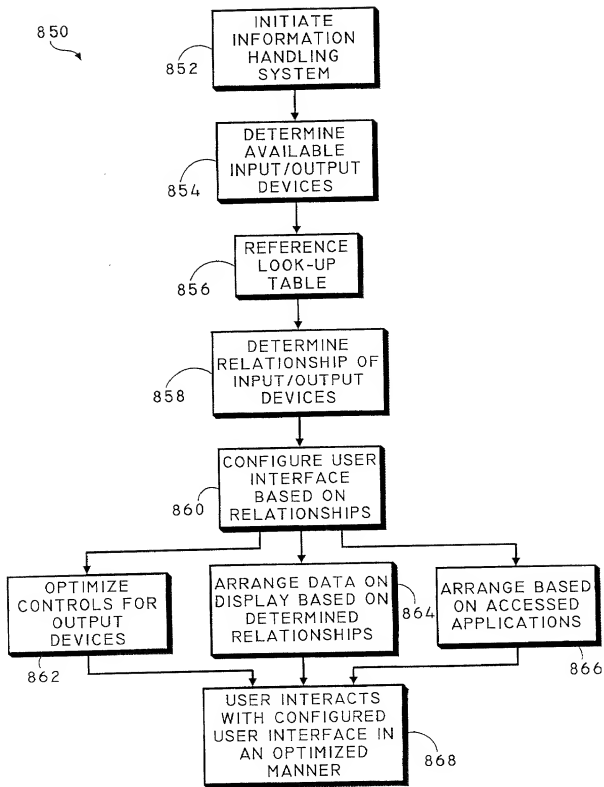 850
INITIATE
INFORMATION
HANDLING
SYSTEM
852
DETERMINE
AVAILABLE
INPUT/OUTPUT
DEVICES
854
REFERENCE
LOOK-UP
TABLE
856
DETERMINE
RELATIONSHIP OF
INPUT/OUTPUT
DEVICES
858
CONFIGURE USER
INTERFACE
BASED ON
RELATIONSHIPS
860
OPTIMIZE
CONTROLS FOR
OUTPUT
DEVICES
862
ARRANGE DATA ON
DISPLAY BASED ON
DETERMINED
RELATIONSHIPS
864
ARRANGE BASED
ON ACCESSED
APPLICATIONS
866
USER INTERACTS
WITH CONFIGURED
USER INTERFACE IN
AN OPTIMIZED
MANNER
868